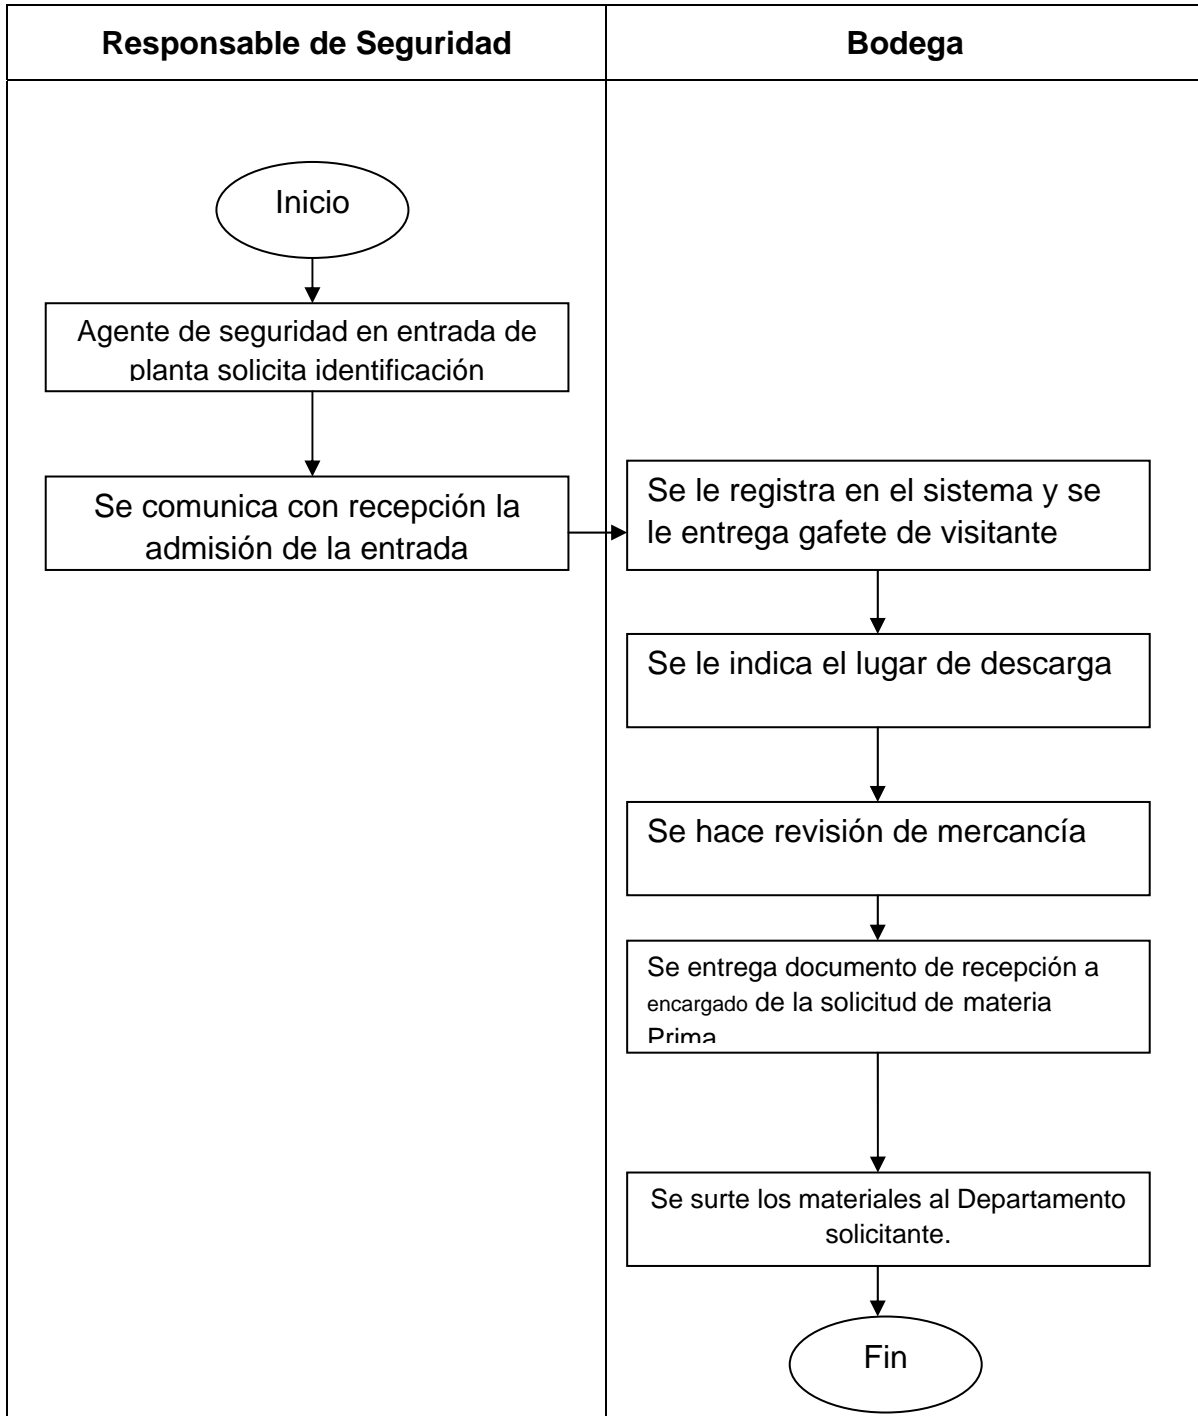 Responsable de Seguridad
Bodega
Inicio
Agente de seguridad en entrada de
planta solicita identificación
Se comunica con recepción la
admisión de la entrada
Se le registra en el sistema y se
le entrega gafete de visitante
Se le indica el lugar de descarga
Se hace revisión de mercancía
Se entrega documento de recepción a
encargado de la solicitud de materia
Prima
Se surte los materiales al Departamento
solicitante.
Fin